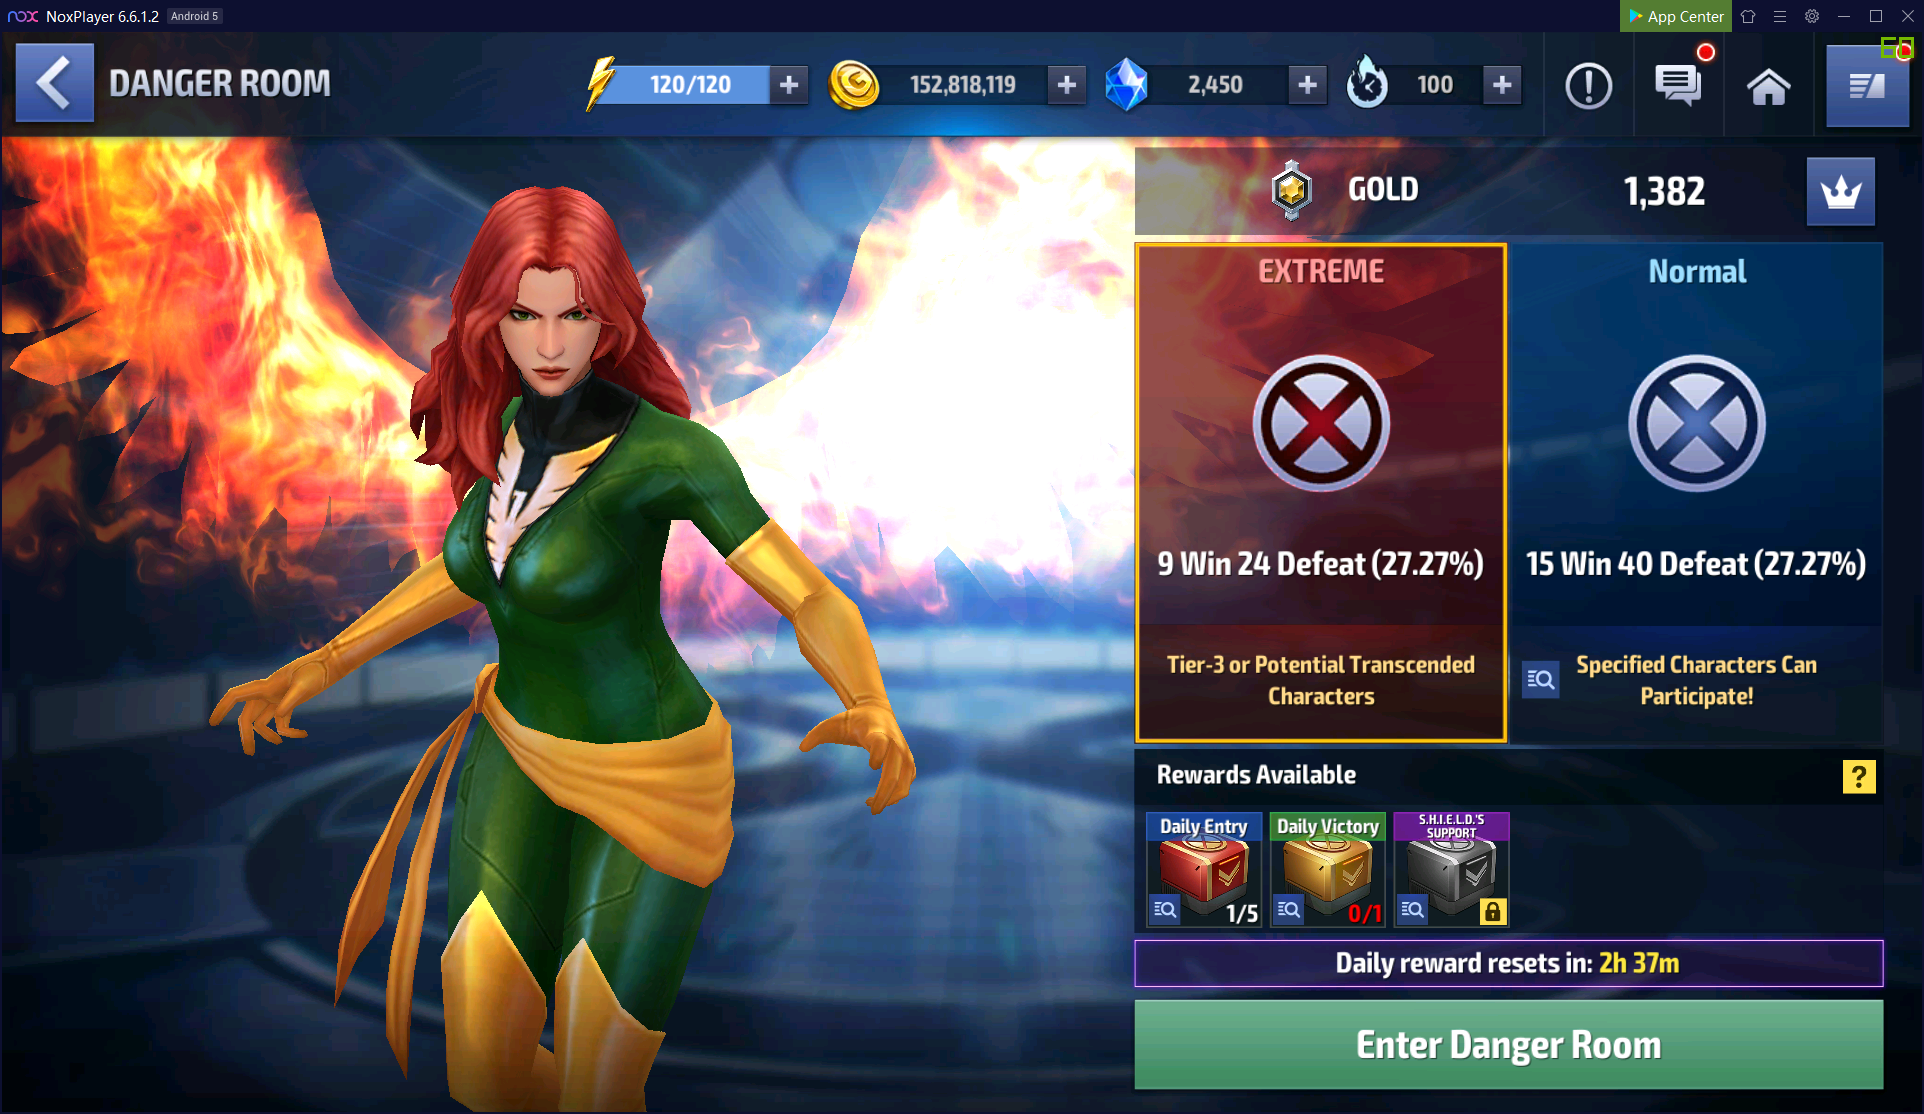 nox NoxPlayer 6.6.1.2 Android 5
App Center
DANGER ROOM
120/120
152,818,119
2,450
100
GOLD
1,382
EXTREME
9 Win 24 Defeat (27.27%)
Tier-3 or Potential Transcended
Characters
Normal
15 Win 40 Defeat (27.27%)
Specified Characters Can
Participate!
Rewards Available
?
Daily Entry
1/5
Daily Victory
0/1
S.H.I.E.L.D.'S
SUPPORT
Daily reward resets in: 2h 37m
Enter Danger Room